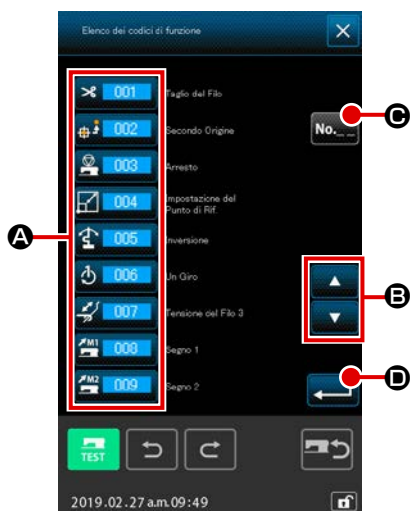 Elenco dei codici di funzione
001 Taglio del Filo
002 Secondo Origine
No._ _
C
003 Arresto
004 Impostazione del
Punto di Rif.
A
005 Inversione
006 Un Giro
B
007 Tensione del Filo 3
M1 008 Segno 1
M2 009 Segno 2
D
TEST
2019.02.27 a.m.09:49